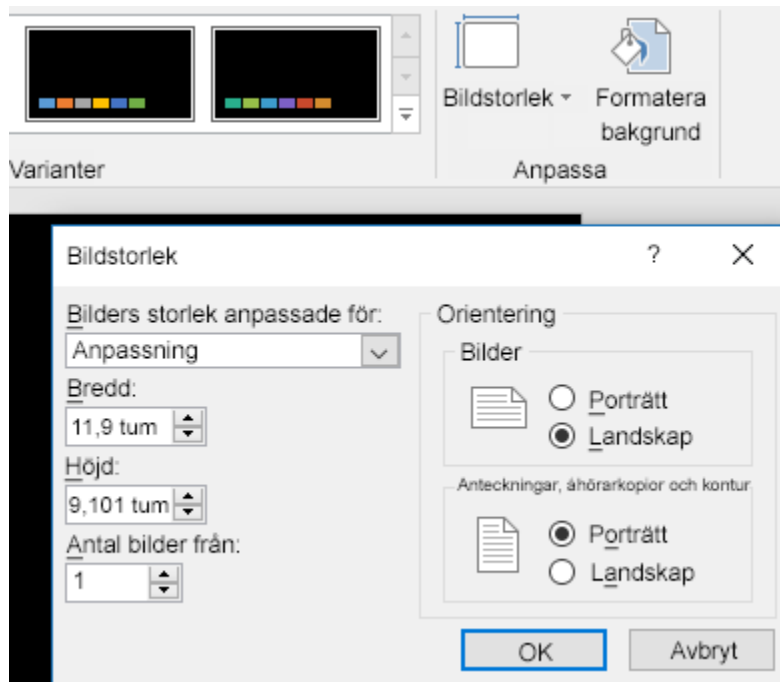 Bildstorlek
Formatera
bakgrund
Varianter
Anpassa
Bildstorlek
?
Bilders storlek anpassade för:
Anpassning
Bredd:
11,9 tum
Höjd:
9,101 tum
Antal bilder från:
1
Orientering
Bilder
Porträtt
Landskap
Anteckningar, åhörarkopior och kontur
Porträtt
Landskap
OK
Avbryt